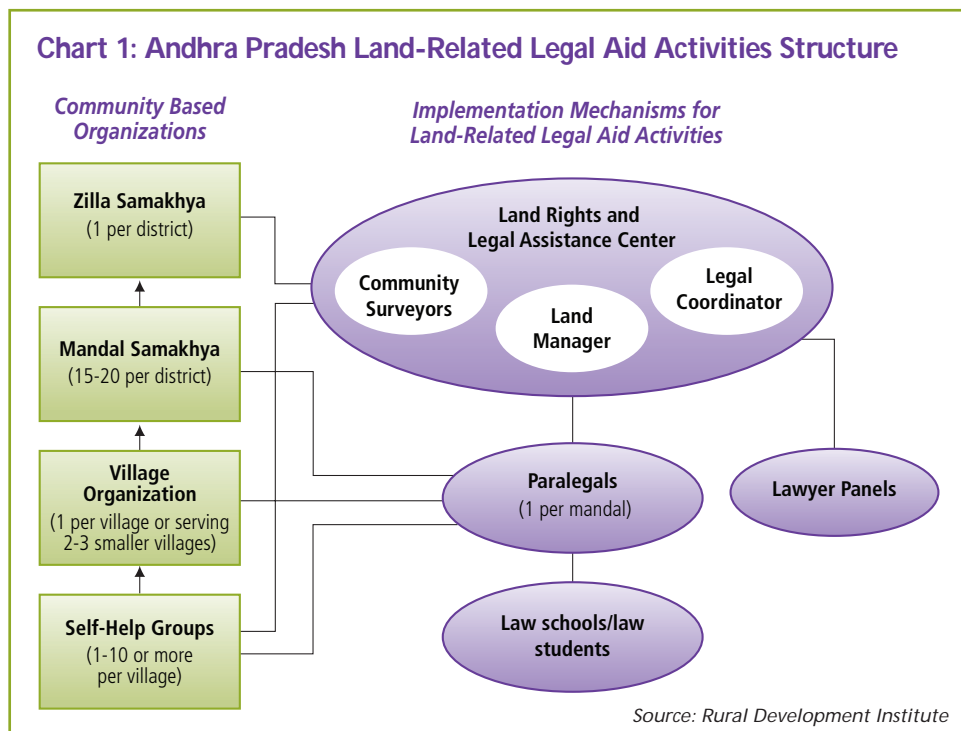 Chart 1: Andhra Pradesh Land-Related Legal Aid Activities Structure
Community Based
Organizations
Zilla Samakhya
(1 per district)
Mandal Samakhya
(15-20 per district)
Village
Organization
(1 per village or serving
2-3 smaller villages)
Self-Help Groups
(1-10 or more
per village)
Implementation Mechanisms for
Land-Related Legal Aid Activities
Land Rights and
Legal Assistance Center
Community
Surveyors
Land
Manager
Legal
Coordinator
Paralegals
(1 per mandal)
Lawyer Panels
Law schools/law
students
Source: Rural Development Institute